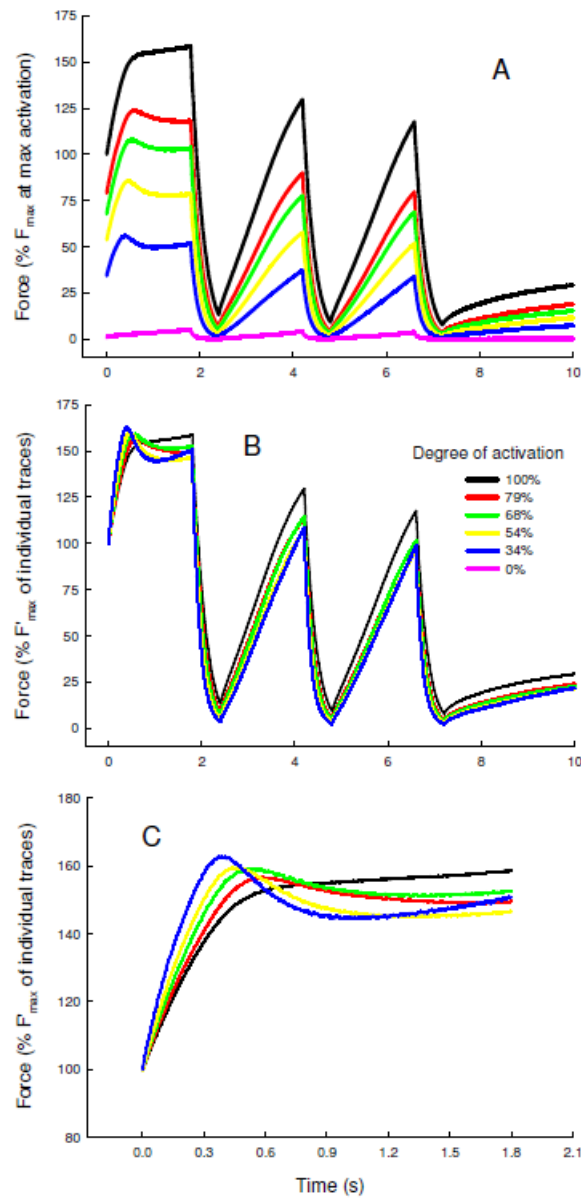 175
150
125
100
75
50
25
0
Force (% Fmax at max activation)
A
0 2 4 6 8 10
175
150
125
100
75
50
25
0
Force (% F'max of individual traces)
B
Degree of activation
100%
79%
68%
54%
34%
0%
0 2 4 6 8 10
180
160
140
120
100
80
Force (% F'max of individual traces)
C
0.0 0.3 0.6 0.9 1.2 1.5 1.8 2.1
Time (s)